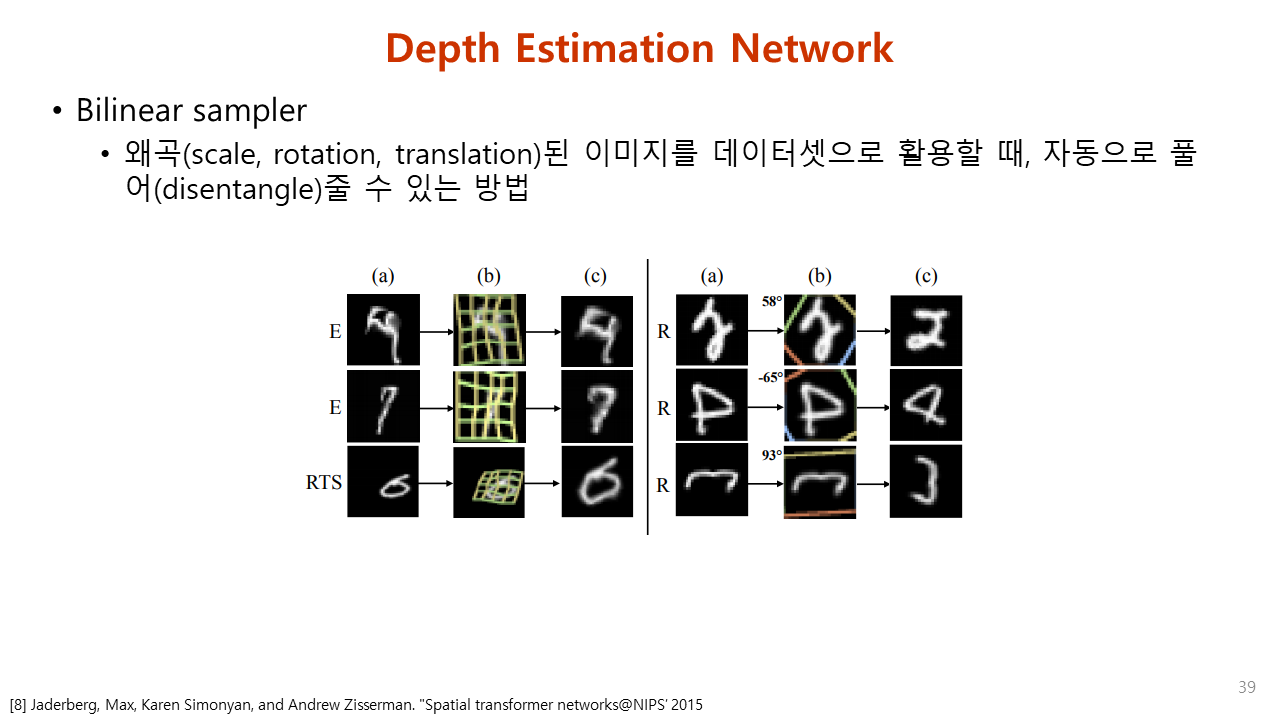 Depth Estimation Network
• Bilinear sampler
• 왜곡(scale, rotation, translation)된 이미지를 데이터셋으로 활용할 때, 자동으로 풀
어(disentangle)줄 수 있는 방법
(a) (b) (c) (a) (b) (c)
E R 58°
E R -65°
RTS R 93°
39
[8] Jaderberg, Max, Karen Simonyan, and Andrew Zisserman. "Spatial transformer networks@NIPS' 2015